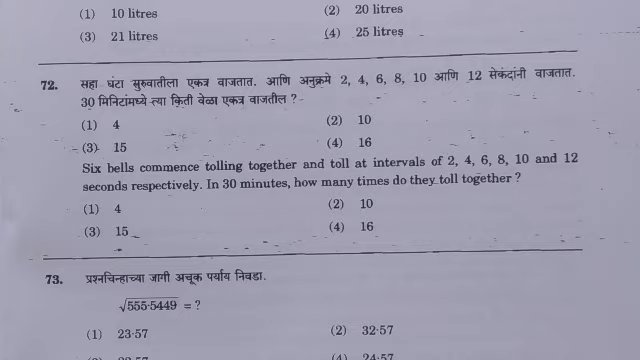 (1) 10 litres (2) 20 litres
(3) 21 litres (4) 25 litres
72. सहा घंटा सुरुवातीला एकत्र वाजतात. आणि अनुक्रमे 2, 4, 6, 8, 10 आणि 12 सेकंदांनी वाजतात.
30 मिनिटांमध्ये त्या किती वेळा एकत्र वाजतील ?
(1) 4 (2) 10
(3) 15 (4) 16
Six bells commence tolling together and toll at intervals of 2, 4, 6, 8, 10 and 12
seconds respectively. In 30 minutes, how many times do they toll together ?
(1) 4 (2) 10
(3) 15 (4) 16
73. प्रश्नचिन्हाच्या जागी अचूक पर्याय निवडा.
√555·5449 = ?
(1) 23·57 (2) 32·57
(4) 24·57